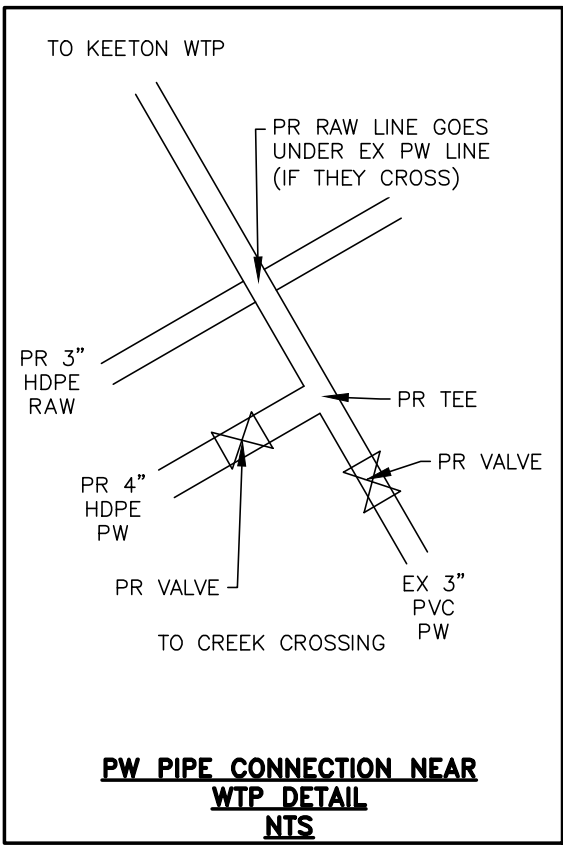 TO KEETON WTP
PR RAW LINE GOES
UNDER EX PW LINE
(IF THEY CROSS)
PR 3”
HDPE
RAW
PR TEE
PR VALVE
PR 4”
HDPE
PW
PR VALVE
EX 3”
PVC
PW
TO CREEK CROSSING
PW PIPE CONNECTION NEAR
WTP DETAIL
NTS